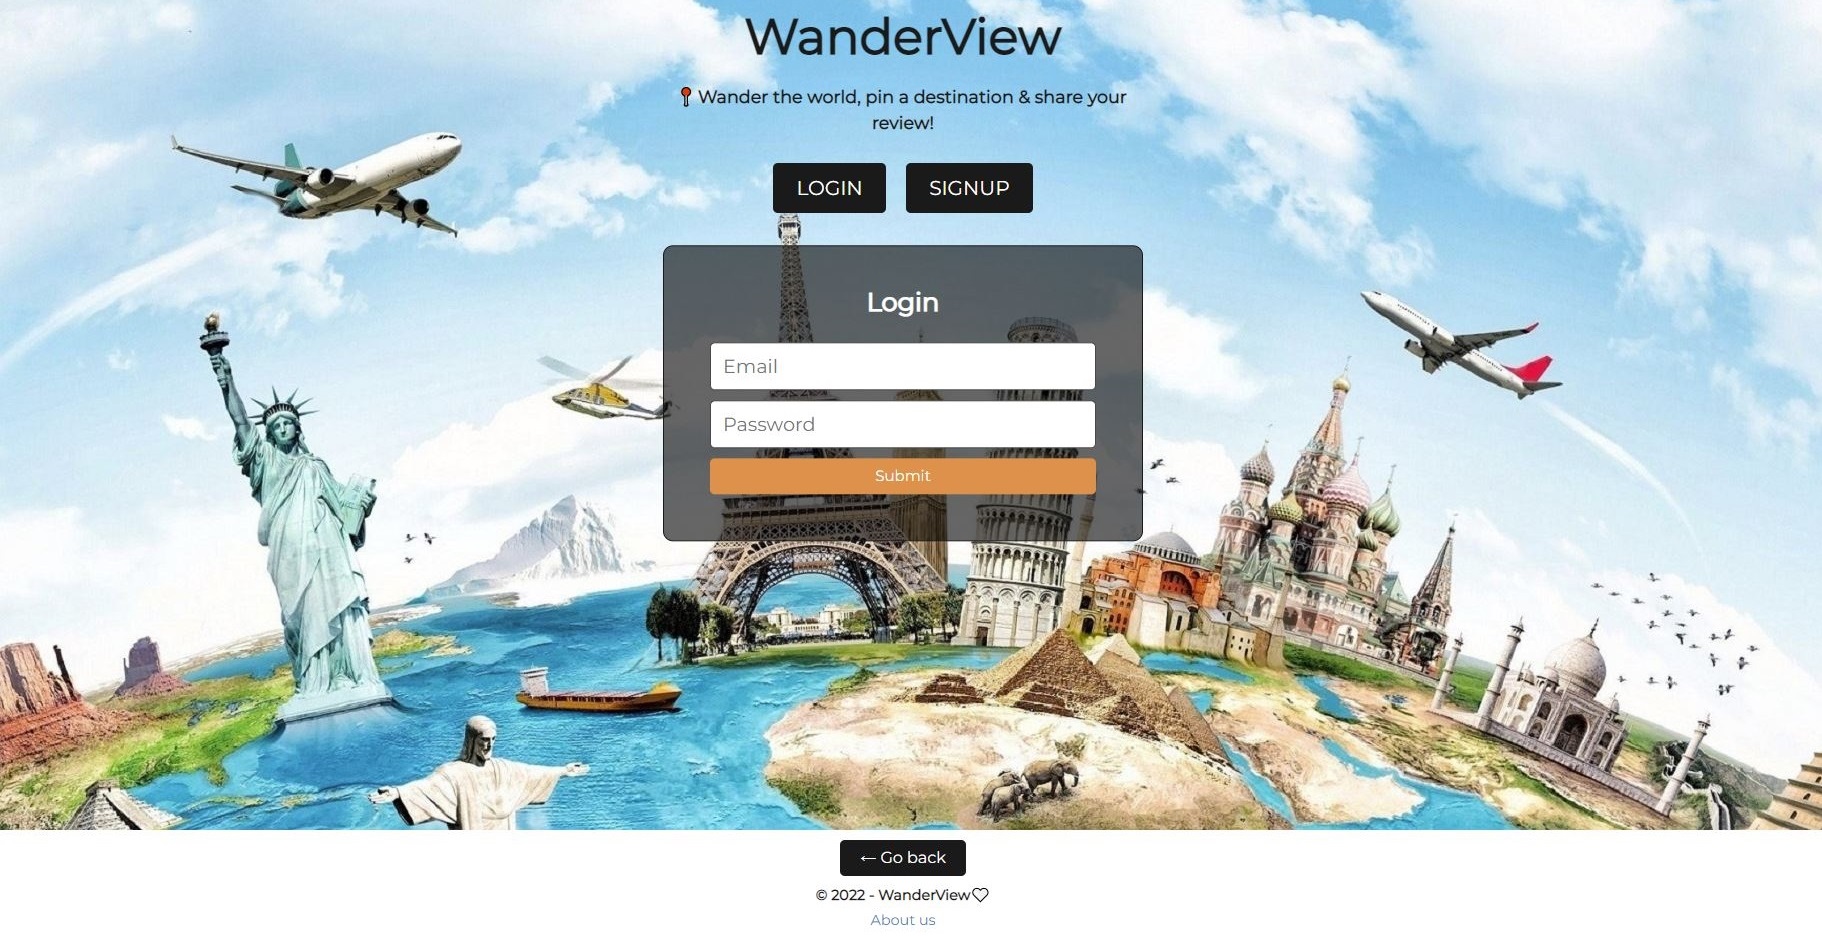 WanderView
Wander the world, pin a destination & share your
review!
LOGIN
SIGNUP
Login
Email
Password
Submit
← Go back
© 2022 - WanderView♡
About us